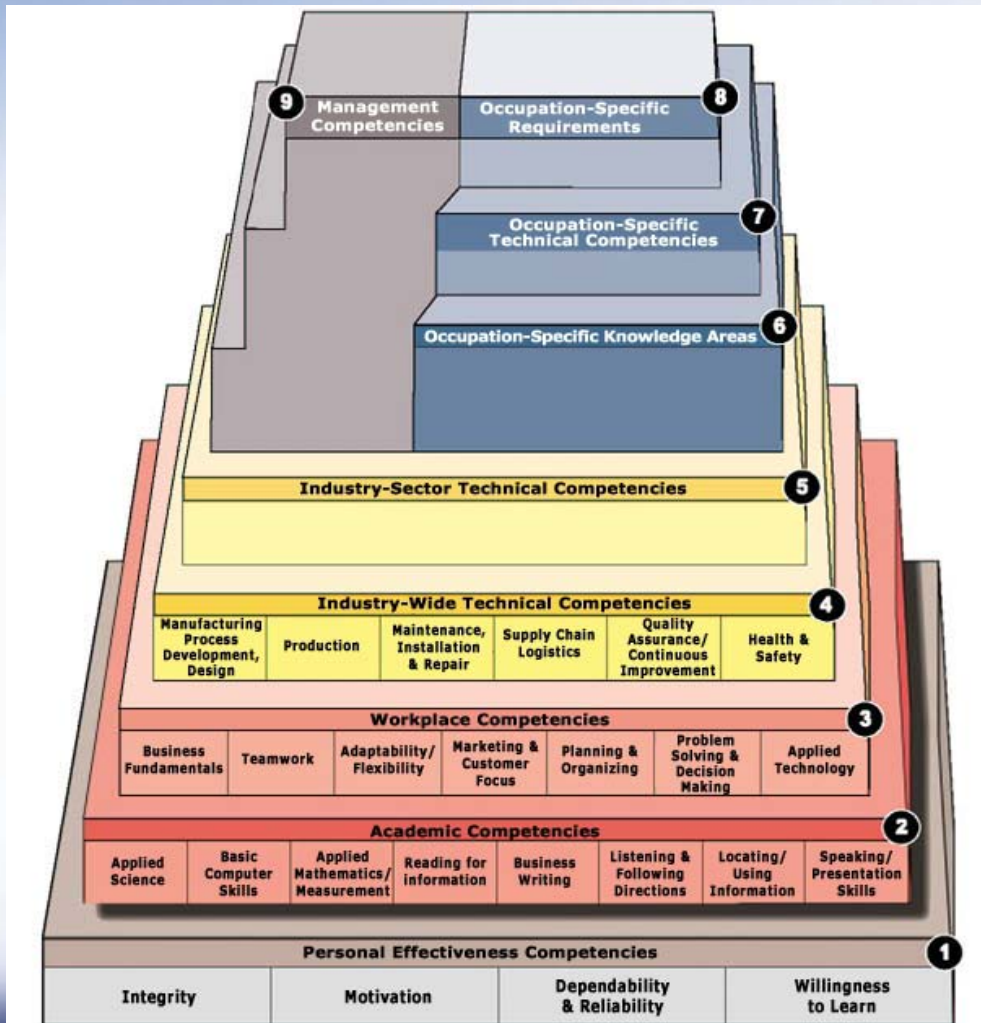 9
Management
Competencies
Occupation-Specific
Requirements
8
Occupation-Specific
Technical Competencies
7
Occupation-Specific Knowledge Areas
6
Industry-Sector Technical Competencies
5
Industry-Wide Technical Competencies
4
Manufacturing
Process
Development,
Design
Production
Maintenance,
Installation
& Repair
Supply Chain
Logistics
Quality
Assurance/
Continuous
Improvement
Health &
Safety
Workplace Competencies
3
Business
Fundamentals
Teamwork
Adaptability/
Flexibility
Marketing &
Customer
Focus
Planning &
Organizing
Problem
Solving &
Decision
Making
Applied
Technology
Academic Competencies
2
Applied
Science
Basic
Computer
Skills
Applied
Mathematics/
Measurement
Reading for
information
Business
Writing
Listening &
Following
Directions
Locating/
Using
Information
Speaking/
Presentation
Skills
Personal Effectiveness Competencies
1
Integrity
Motivation
Dependability
& Reliability
Willingness
to Learn